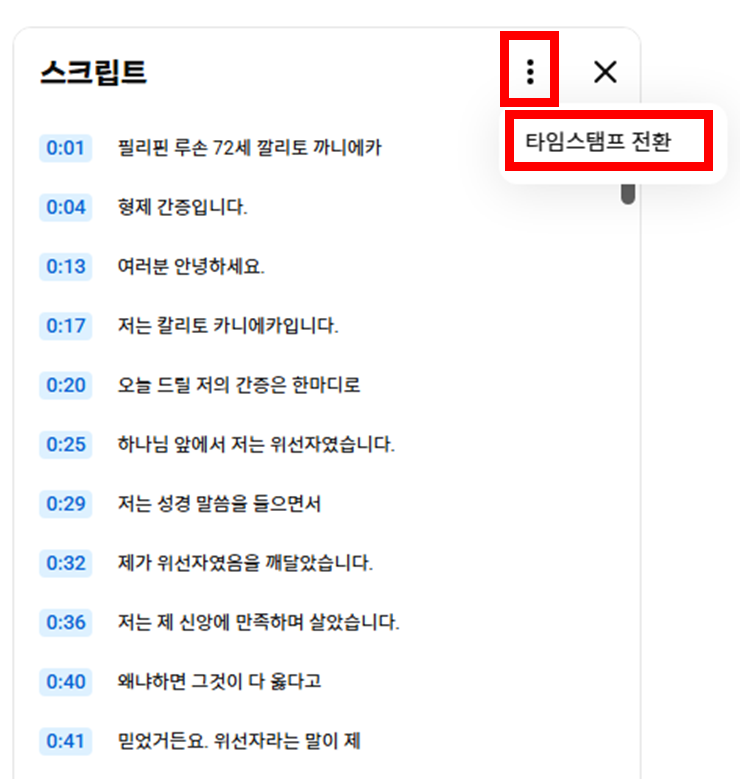 스크립트
타임스탬프 전환
0:01 필리핀 루손 72세 깔리토 까니에카
0:04 형제 간증입니다.
0:13 여러분 안녕하세요.
0:17 저는 칼리토 카니에카입니다.
0:20 오늘 드릴 저의 간증은 한마디로
0:25 하나님 앞에서 저는 위선자였습니다.
0:29 저는 성경 말씀을 들으면서
0:32 제가 위선자였음을 깨달았습니다.
0:36 저는 제 신앙에 만족하며 살았습니다.
0:40 왜냐하면 그것이 다 옳다고
0:41 믿었거든요. 위선자라는 말이 제